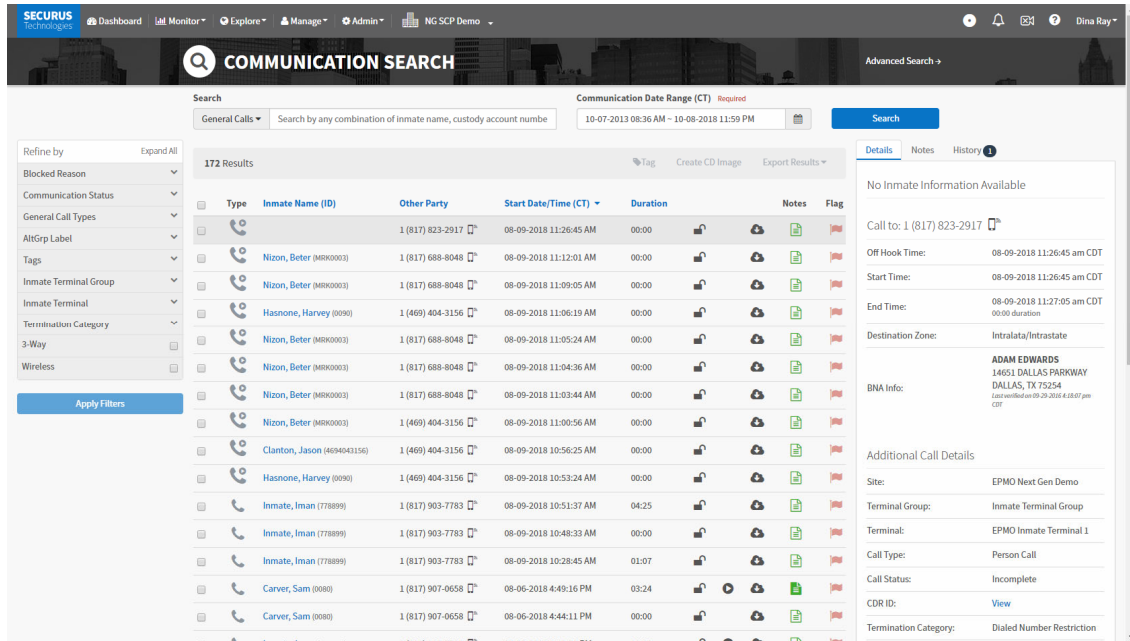 SECURUS
Technologies
Dashboard
Monitor
Explore
Manage
Admin
NG SCP Demo
Dina Ray
COMMUNICATION SEARCH
Advanced Search →
Search
General Calls
Search by any combination of inmate name, custody account numbe
Communication Date Range (CT) Required
10-07-2013 08:36 AM ~ 10-08-2018 11:59 PM
Search
Refine by Expand All
Blocked Reason
Communication Status
General Call Types
AltGrp Label
Tags
Inmate Terminal Group
Inmate Terminal
Termination Category
3-Way
Wireless
Apply Filters
172 Results Tag Create CD Image Export Results
Type Inmate Name (ID) Other Party Start Date/Time (CT) Duration Notes Flag
1 (817) 823-2917 08-09-2018 11:26:45 AM 00:00
Nizon, Beter (MRK0003) 1 (817) 688-8048 08-09-2018 11:12:01 AM 00:00
Nizon, Beter (MRK0003) 1 (817) 688-8048 08-09-2018 11:09:05 AM 00:00
Hasnone, Harvey (0090) 1 (469) 404-3156 08-09-2018 11:06:19 AM 00:00
Nizon, Beter (MRK0003) 1 (817) 688-8048 08-09-2018 11:05:24 AM 00:00
Nizon, Beter (MRK0003) 1 (817) 688-8048 08-09-2018 11:04:36 AM 00:00
Nizon, Beter (MRK0003) 1 (817) 688-8048 08-09-2018 11:03:44 AM 00:00
Nizon, Beter (MRK0003) 1 (469) 404-3156 08-09-2018 11:00:56 AM 00:00
Clanton, Jason (4694043156) 1 (469) 404-3156 08-09-2018 10:56:25 AM 00:00
Hasnone, Harvey (0090) 1 (469) 404-3156 08-09-2018 10:53:24 AM 00:00
Inmate, Iman (778899) 1 (817) 903-7783 08-09-2018 10:51:37 AM 04:25
Inmate, Iman (778899) 1 (817) 903-7783 08-09-2018 10:48:33 AM 00:00
Inmate, Iman (778899) 1 (817) 903-7783 08-09-2018 10:28:45 AM 01:07
Carver, Sam (0080) 1 (817) 907-0658 08-06-2018 4:49:16 PM 03:24
Carver, Sam (0080) 1 (817) 907-0658 08-06-2018 4:44:11 PM 00:00
Details Notes History 1
No Inmate Information Available
Call to: 1 (817) 823-2917
Off Hook Time: 08-09-2018 11:26:45 am CDT
Start Time: 08-09-2018 11:26:45 am CDT
End Time: 08-09-2018 11:27:05 am CDT
00:00 duration
Destination Zone: Intralata/Intrastate
BNA Info: ADAM EDWARDS
14651 DALLAS PARKWAY
DALLAS, TX 75254
Last verified on 09-29-2016 4:18:07 pm
CDT
Additional Call Details
Site: EPMO Next Gen Demo
Terminal Group: Inmate Terminal Group
Terminal: EPMO Inmate Terminal 1
Call Type: Person Call
Call Status: Incomplete
CDR ID: View
Termination Category: Dialed Number Restriction